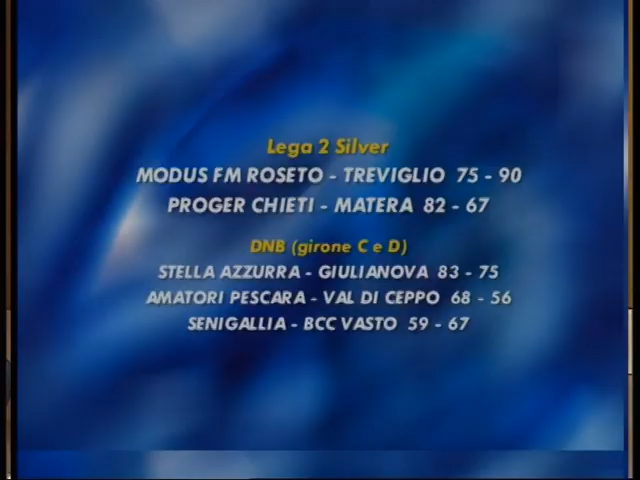 Lega 2 Silver
MODUS FM ROSETO - TREVIGLIO 75 - 90
PROGER CHIETI - MATERA 82 - 67
DNB (girone C e D)
STELLA AZZURRA - GIULIANOVA 83 - 75
AMATORI PESCARA - VAL DI CEPPO 68 - 56
SENIGALLIA - BCC VASTO 59 - 67